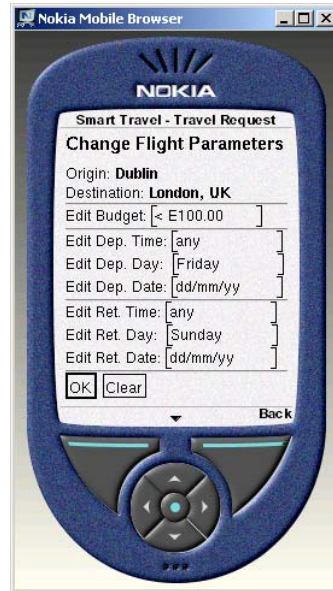 Nokia Mobile Browser
NOKIA
Smart Travel - Travel Request
Change Flight Parameters
Origin: Dublin
Destination: London, UK
Edit Budget: [< E100.00 ]
Edit Dep. Time: [any ]
Edit Dep. Day: [Friday ]
Edit Dep. Date: [dd/mm/yy ]
Edit Ret. Time: [any ]
Edit Ret. Day: [Sunday ]
Edit Ret. Date: [dd/mm/yy ]
OK Clear
Back